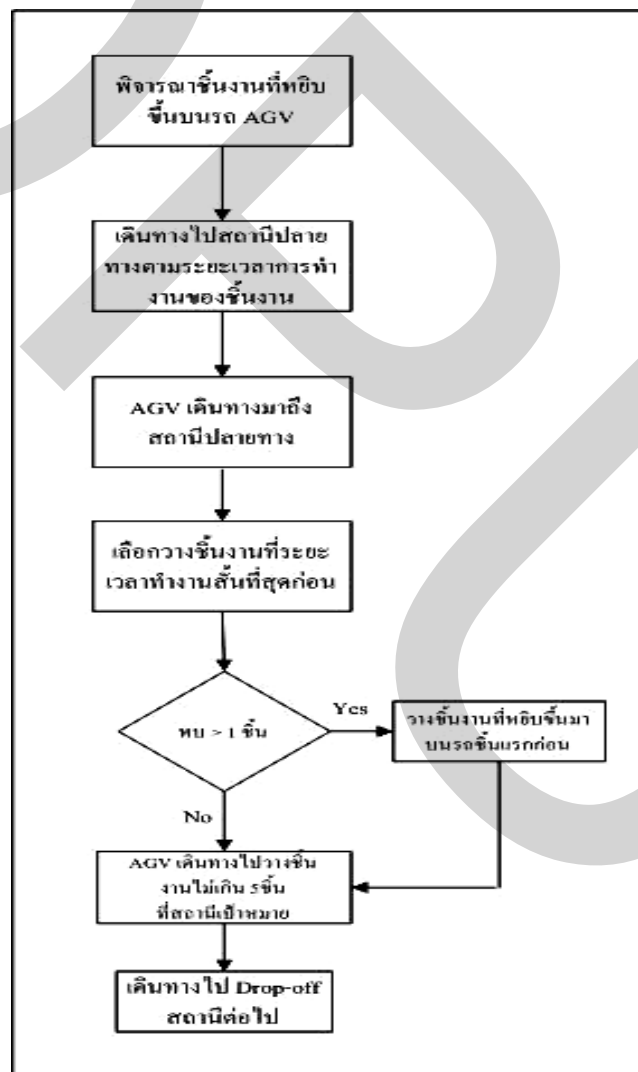 พิจารณาชิ้นงานที่หยิบ
ขึ้นบนรถ AGV
เดินทางไปสถานีปลาย
ทางตามระยะเวลาการทำ
งานของชิ้นงาน
AGV เดินทางมาถึง
สถานีปลายทาง
เลือกวางชิ้นงานที่ระยะ
เวลาทำงานสั้นที่สุดก่อน
พบ > 1 ชิ้น
Yes
วางชิ้นงานที่หยิบขึ้นมา
บนรถชิ้นแรกก่อน
No
AGV เดินทางไปวางชิ้น
งานไม่เกิน 5ชิ้น
ที่สถานีเป้าหมาย
เดินทางไป Drop-off
สถานีต่อไป